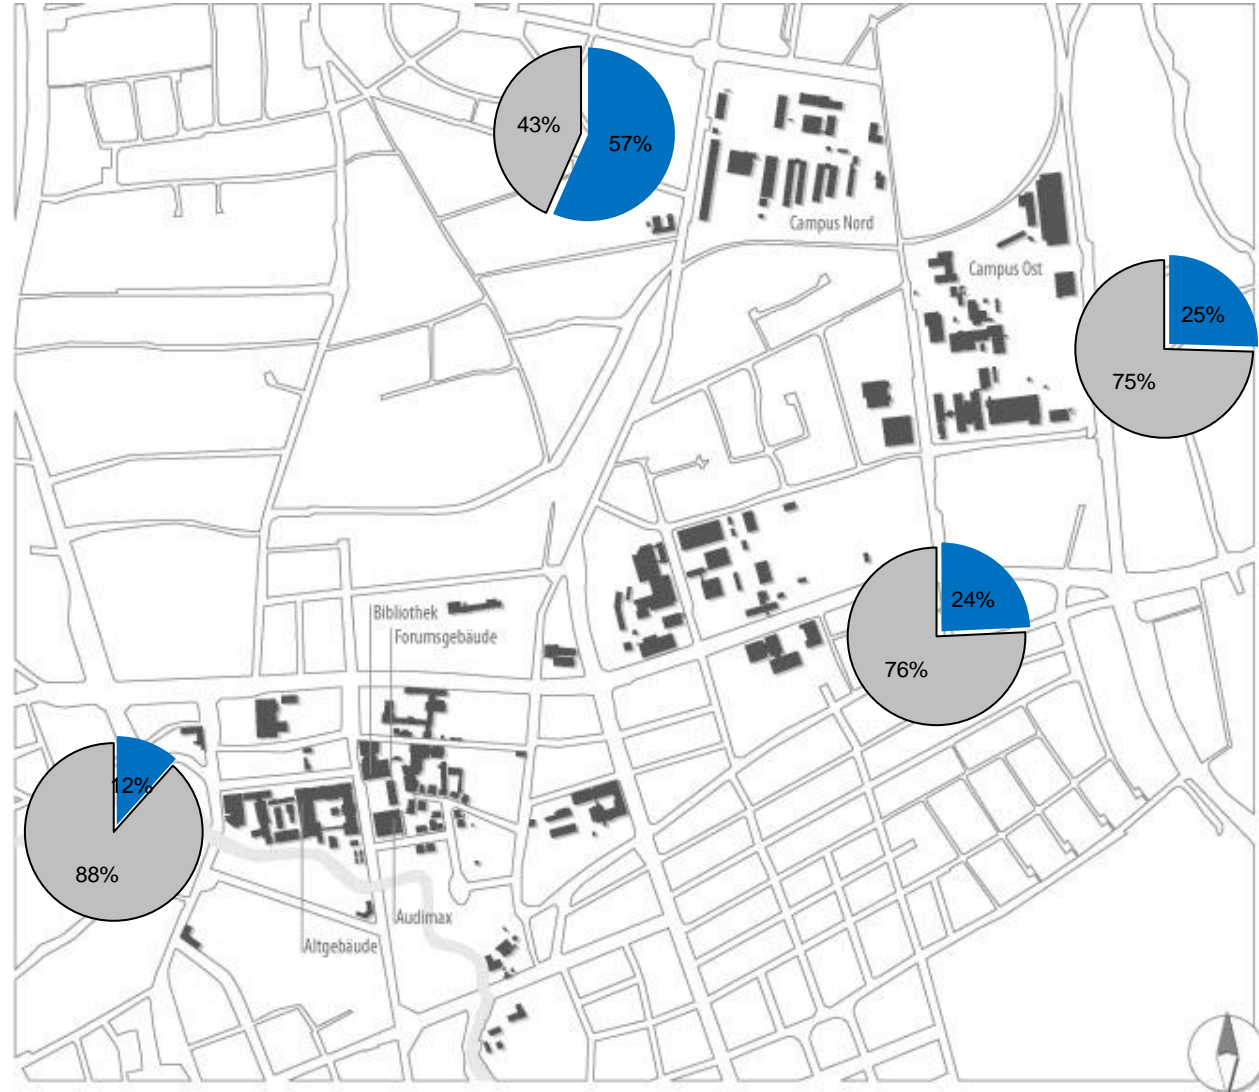 43%
57%
Campus Nord
Campus Ost
25%
75%
24%
76%
Bibliothek
Forumsgebäude
12%
88%
Audimax
Altgebäude